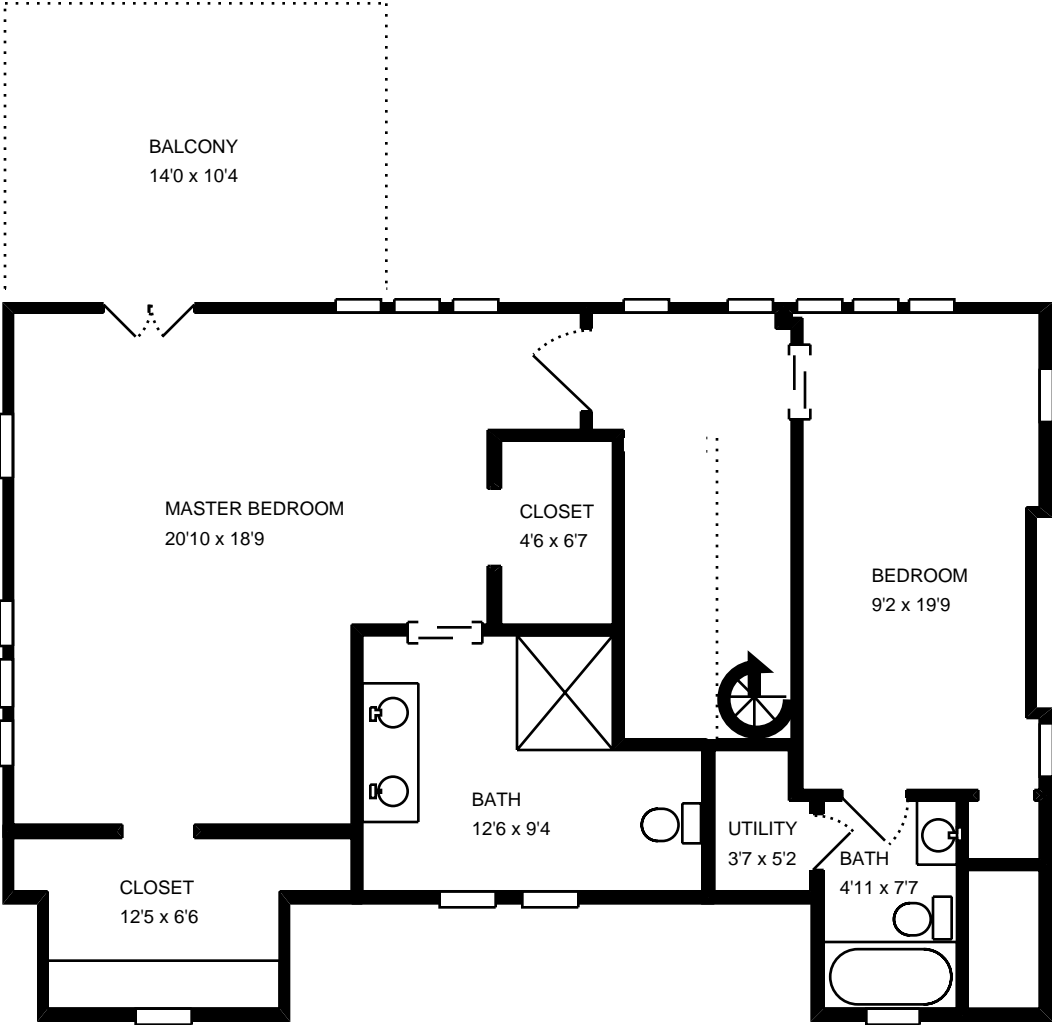 BALCONY
14'0 x 10'4
MASTER BEDROOM
20'10 x 18'9
CLOSET
4'6 x 6'7
BEDROOM
9'2 x 19'9
BATH
12'6 x 9'4
UTILITY
3'7 x 5'2
BATH
4'11 x 7'7
CLOSET
12'5 x 6'6